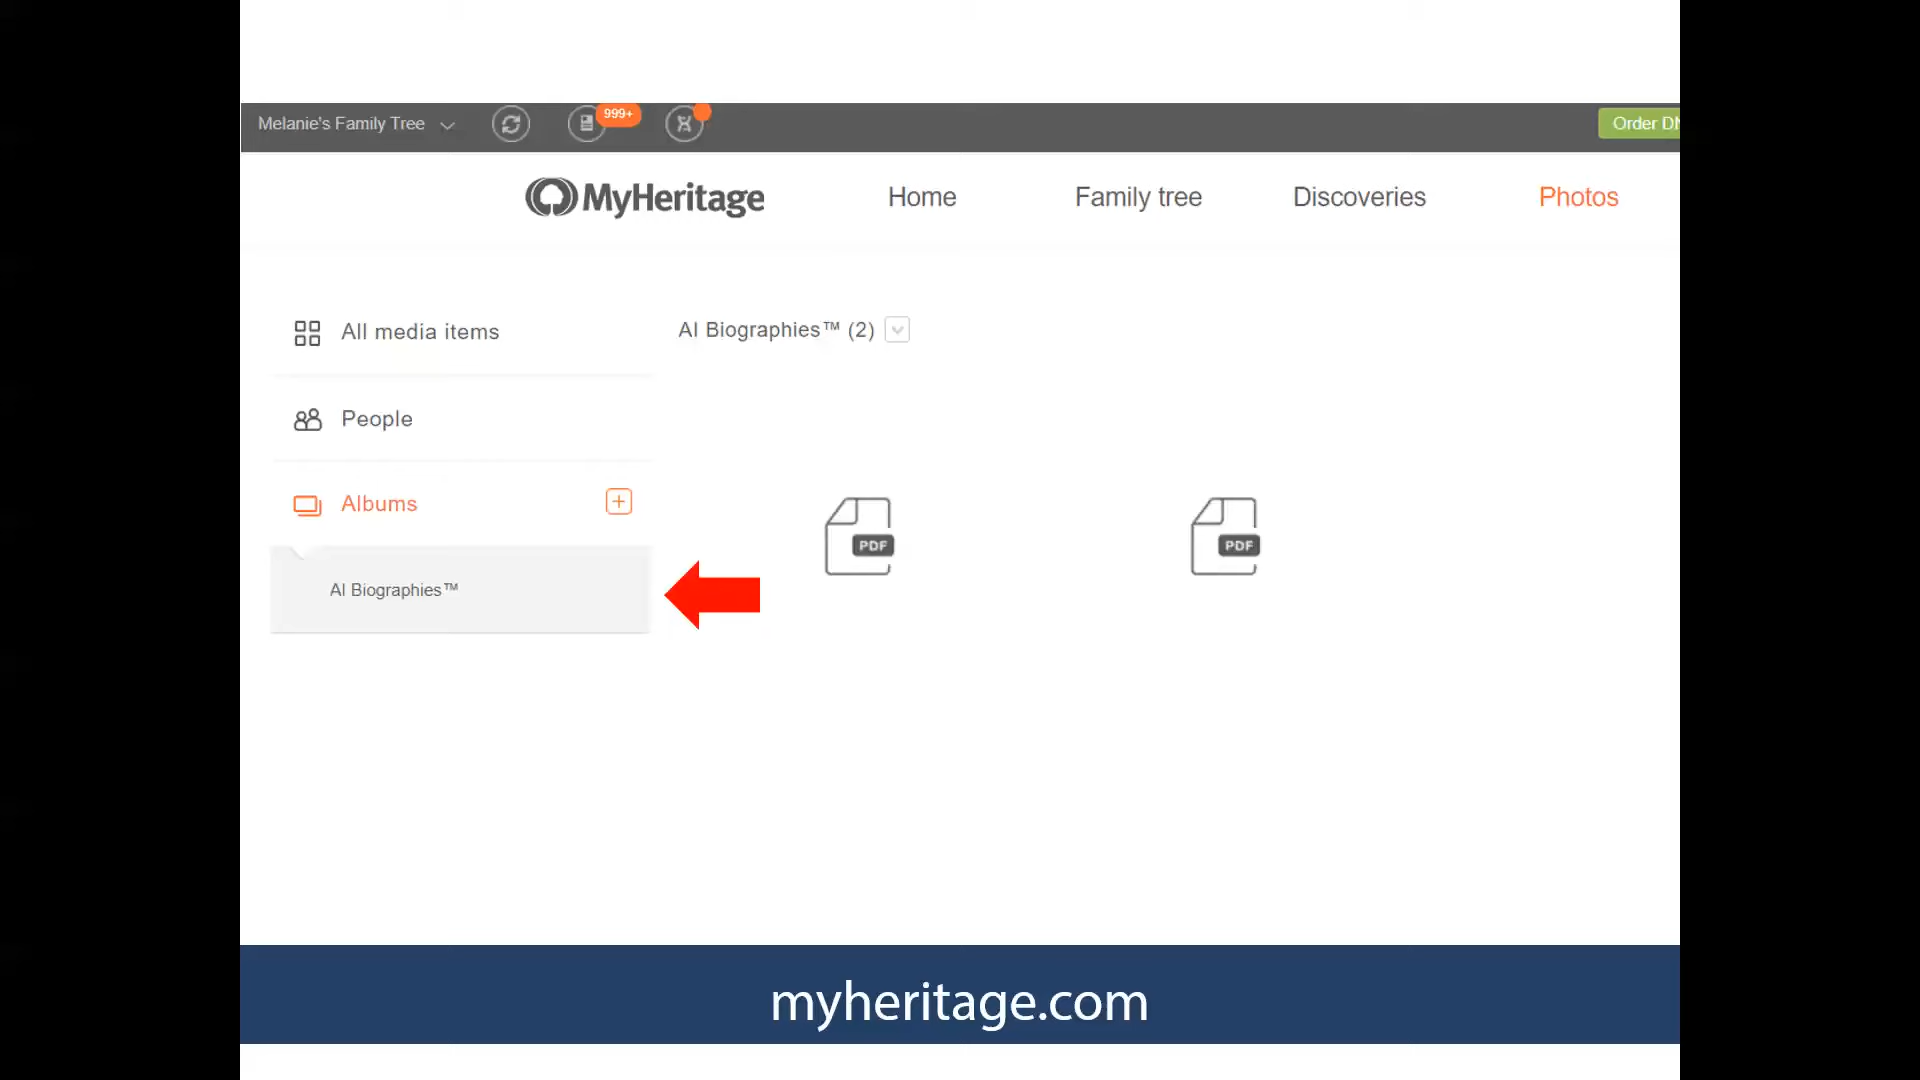 Melanie's Family Tree
999+
Order DN
MyHeritage
Home
Family tree
Discoveries
Photos
All media items
AI Biographies™ (2)
People
Albums
PDF
PDF
AI Biographies™
myheritage.com